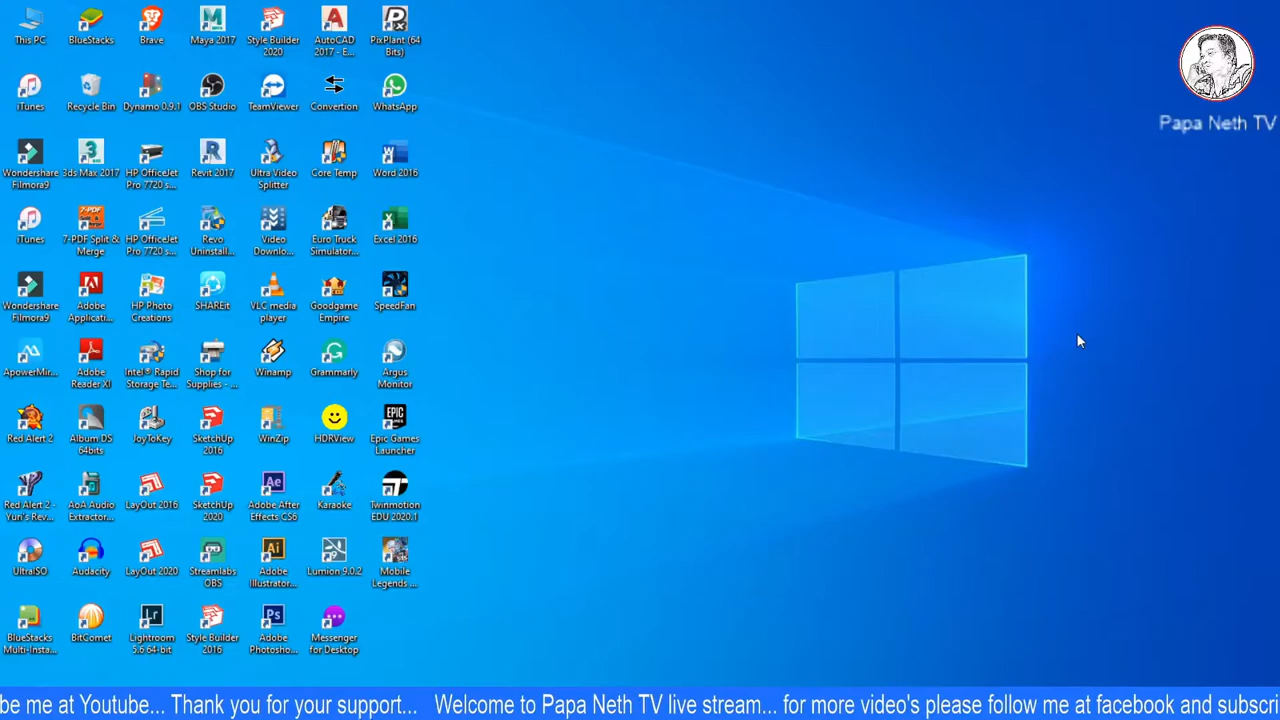 This PC
BlueStacks
Brave
Maya 2017
Style Builder
2020
AutoCAD
2017 - E...
PixPlant (64
Bits)
Papa Neth TV
iTunes
Recycle Bin
Dynamo 0.9.1
OBS Studio
TeamViewer
Convertion
WhatsApp
Wondershare
Filmora9
3ds Max 2017
HP OfficeJet
Pro 7720 s...
Revit 2017
Ultra Video
Splitter
Core Temp
Word 2016
iTunes
7-PDF Split &
Merge
HP OfficeJet
Pro 7720 s...
Revo
Uninstall...
Video
Downlo...
Euro Truck
Simulator...
Excel 2016
Wondershare
Filmora9
Adobe
Applicati...
HP Photo
Creations
SHAREit
VLC media
player
Goodgame
Empire
SpeedFan
ApowerMir...
Adobe
Reader XI
Intel® Rapid
Storage Te...
Shop for
Supplies - ...
Winamp
Grammarly
Argus
Monitor
Red Alert 2
Album DS
64bits
JoyToKey
SketchUp
2016
WinZip
HDRView
Epic Games
Launcher
Red Alert 2 -
Yuri's Rev...
AoA Audio
Extractor...
LayOut 2016
SketchUp
2020
Adobe After
Effects CS6
Karaoke
Twinmotion
EDU 2020.1
UltraISO
Audacity
LayOut 2020
Streamlabs
OBS
Adobe
Illustrator...
Lumion 9.0.2
Mobile
Legends ...
BlueStacks
Multi-Insta...
BitComet
Lightroom
5.6 64-bit
Style Builder
2016
Adobe
Photosho...
Messenger
for Desktop
be me at Youtube... Thank you for your support... Welcome to Papa Neth TV live stream... for more video's please follow me at facebook and subscri